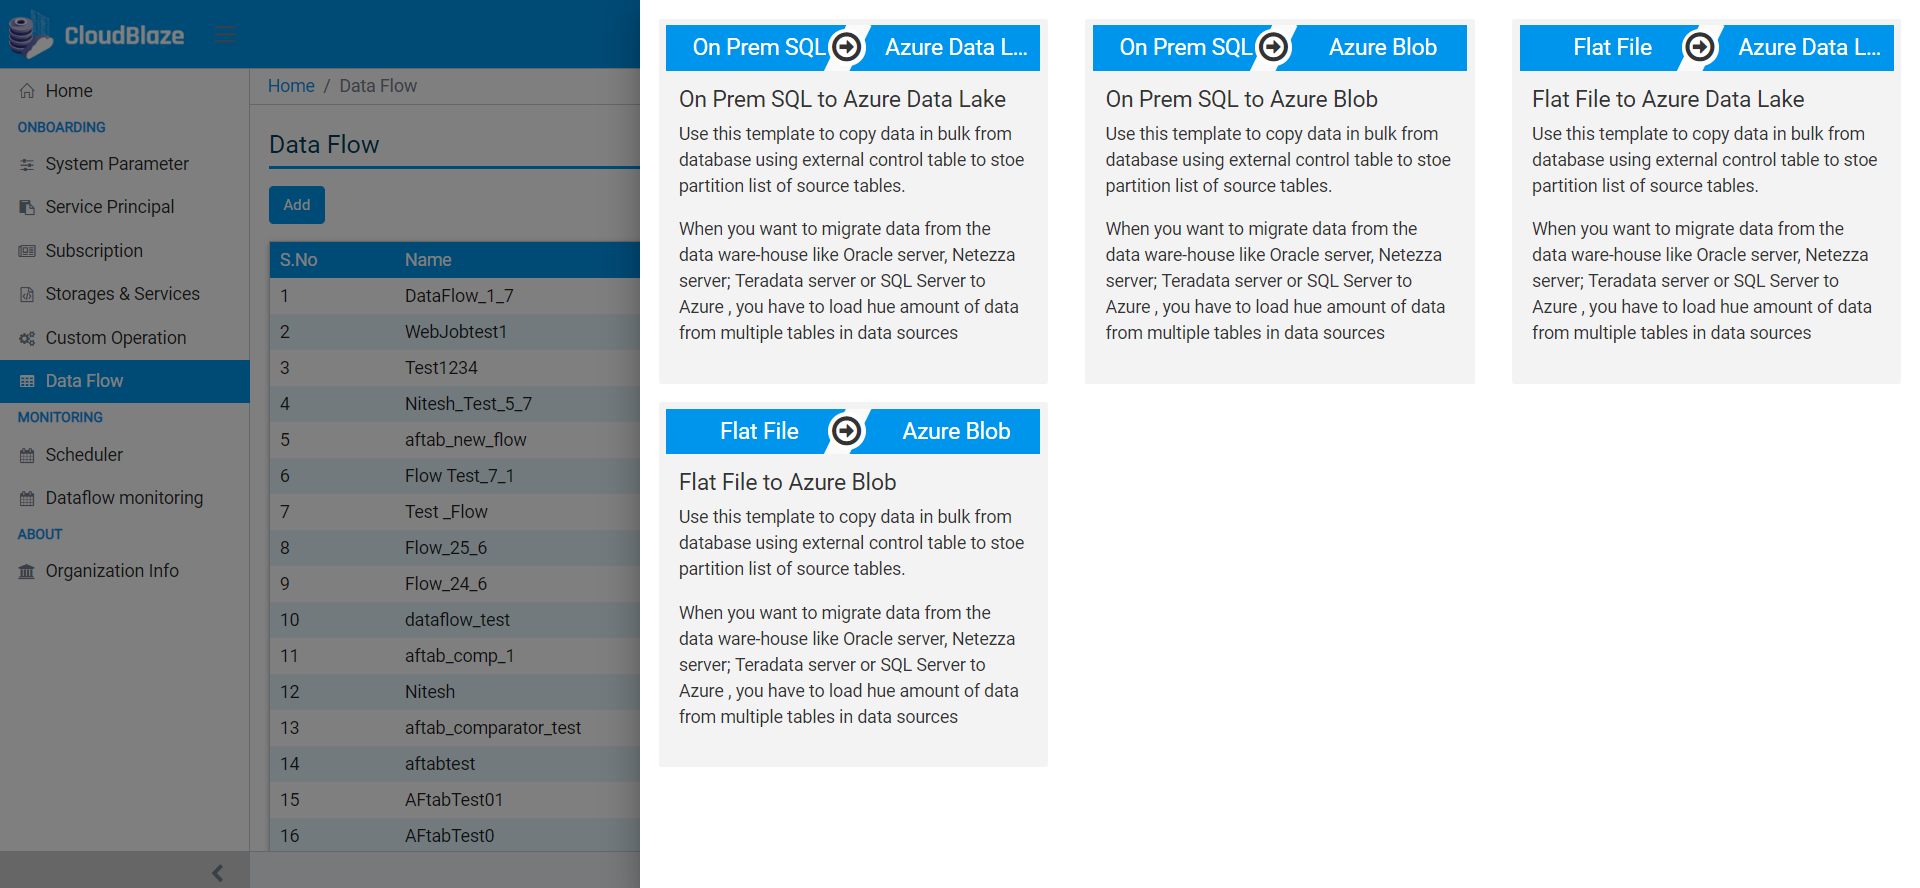 CloudBlaze
Home
ONBOARDING
System Parameter
Service Principal
Subscription
Storages & Services
Custom Operation
Data Flow
MONITORING
Scheduler
Dataflow monitoring
ABOUT
Organization Info
Home / Data Flow
Data Flow
Add
S.No Name
1 DataFlow_1_7
2 WebJobtest1
3 Test1234
4 Nitesh_Test_5_7
5 aftab_new_flow
6 Flow Test_7_1
7 Test _Flow
8 Flow_25_6
9 Flow_24_6
10 dataflow_test
11 aftab_comp_1
12 Nitesh
13 aftab_comparator_test
14 aftabtest
15 AFtabTest01
16 AFtabTest0
On Prem SQL Azure Data L...
On Prem SQL to Azure Data Lake
Use this template to copy data in bulk from
database using external control table to stoe
partition list of source tables.
When you want to migrate data from the
data ware-house like Oracle server, Netezza
server; Teradata server or SQL Server to
Azure , you have to load hue amount of data
from multiple tables in data sources
On Prem SQL Azure Blob
On Prem SQL to Azure Blob
Use this template to copy data in bulk from
database using external control table to stoe
partition list of source tables.
When you want to migrate data from the
data ware-house like Oracle server, Netezza
server; Teradata server or SQL Server to
Azure , you have to load hue amount of data
from multiple tables in data sources
Flat File Azure Data L...
Flat File to Azure Data Lake
Use this template to copy data in bulk from
database using external control table to stoe
partition list of source tables.
When you want to migrate data from the
data ware-house like Oracle server, Netezza
server; Teradata server or SQL Server to
Azure , you have to load hue amount of data
from multiple tables in data sources
Flat File Azure Blob
Flat File to Azure Blob
Use this template to copy data in bulk from
database using external control table to stoe
partition list of source tables.
When you want to migrate data from the
data ware-house like Oracle server, Netezza
server; Teradata server or SQL Server to
Azure , you have to load hue amount of data
from multiple tables in data sources